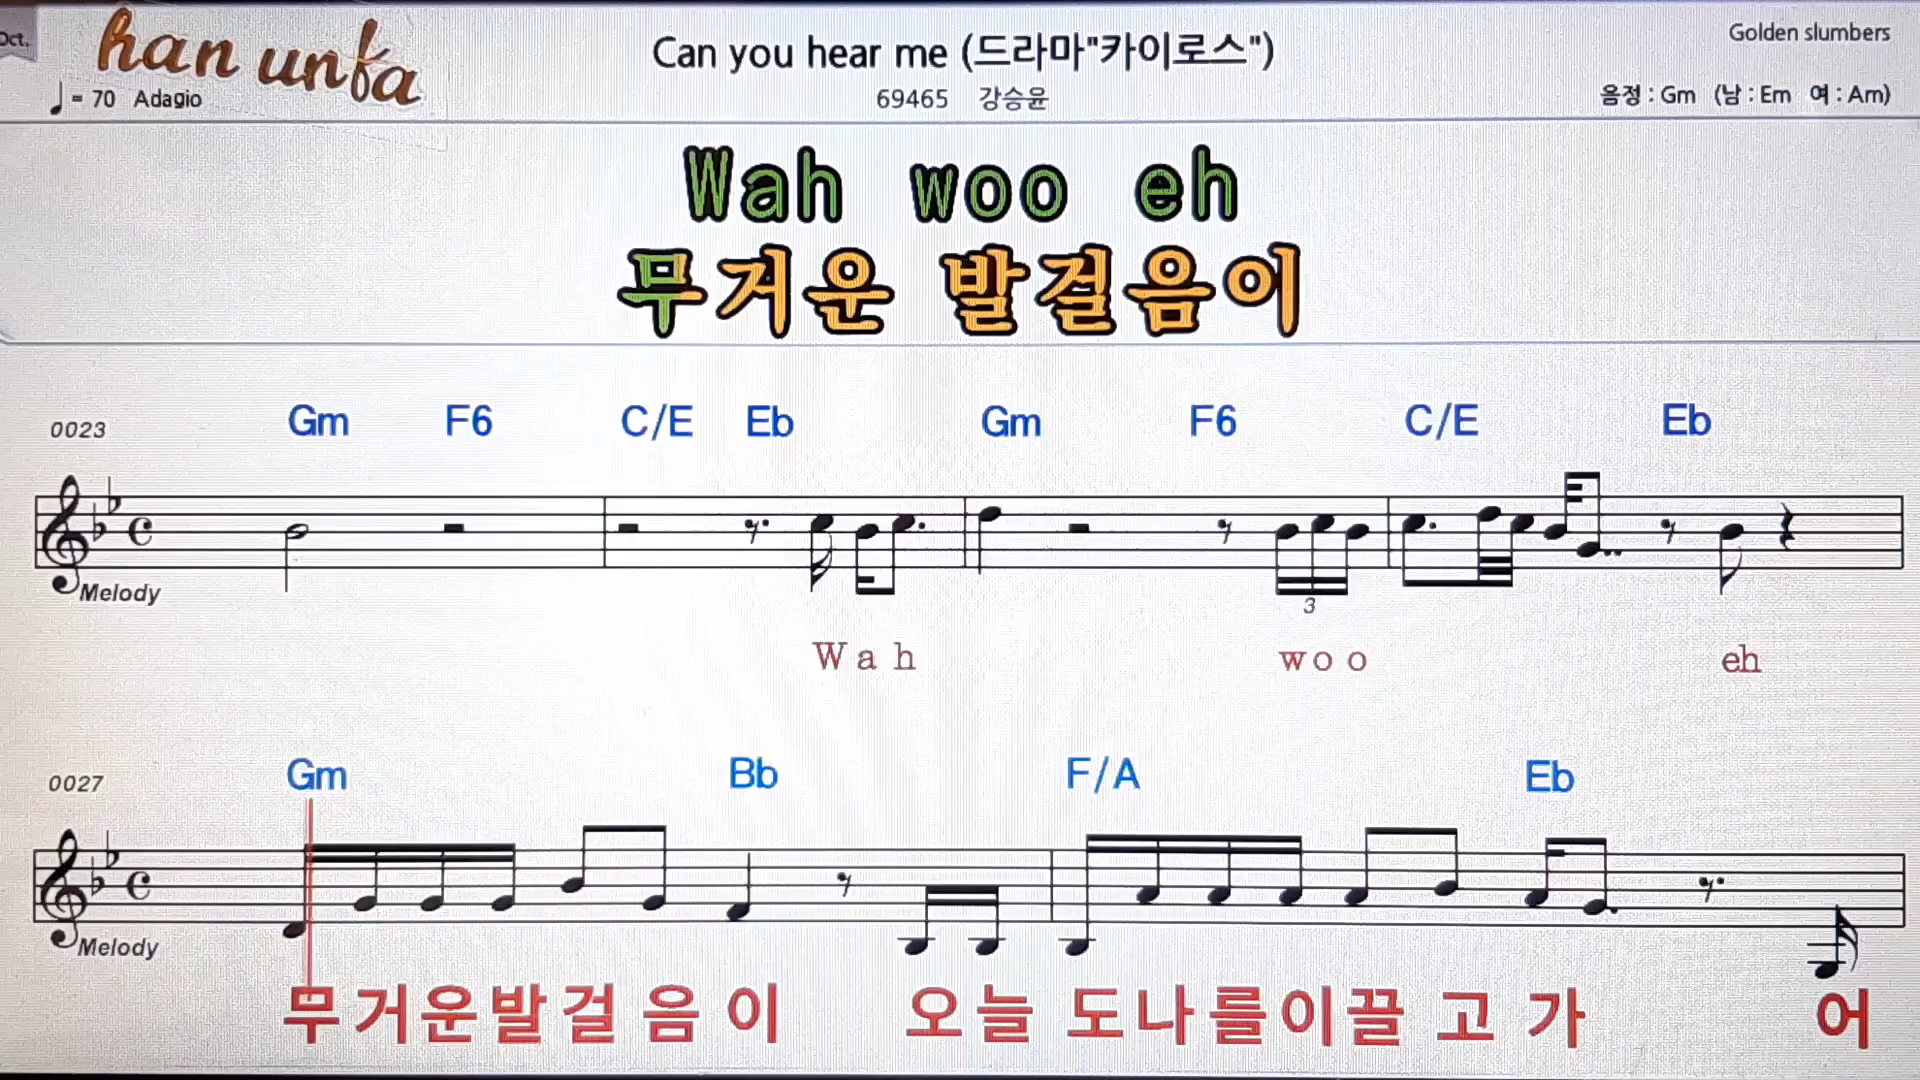 Oct.
han unfa
Can you hear me (드라마"카이로스")
Golden slumbers
= 70 Adagio
69465 강승윤
음정 : Gm (남 : Em 여 : Am)
Wah woo eh
무거운 발걸음이
0023 Gm F6 C/E Eb Gm F6 C/E Eb
Melody
3
Wah woo eh
0027 Gm Bb F/A Eb
Melody
무거운발걸음이 오늘도나를이끌고가 어